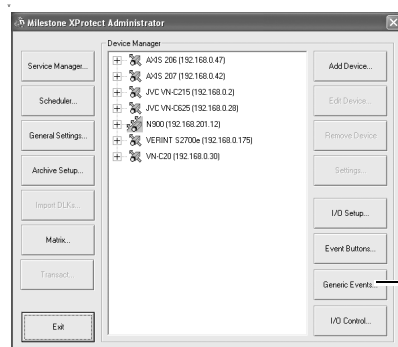 Milestone XProtect Administrator
Device Manager
Service Manager...
Scheduler...
General Settings...
Archive Setup...
Import DLKs...
Matrix...
Transact...
Exit
AXIS 206 (192.168.0.47)
AXIS 207 (192.168.0.42)
JVC VN-C215 (192.168.0.2)
JVC VN-C625 (192.168.0.28)
N900 (192.168.201.12)
VERINT S2700e (192.168.0.175)
VN-C20 (192.168.0.30)
Add Device...
Edit Device...
Remove Device
Settings...
I/O Setup...
Event Buttons...
Generic Events...
I/O Control...